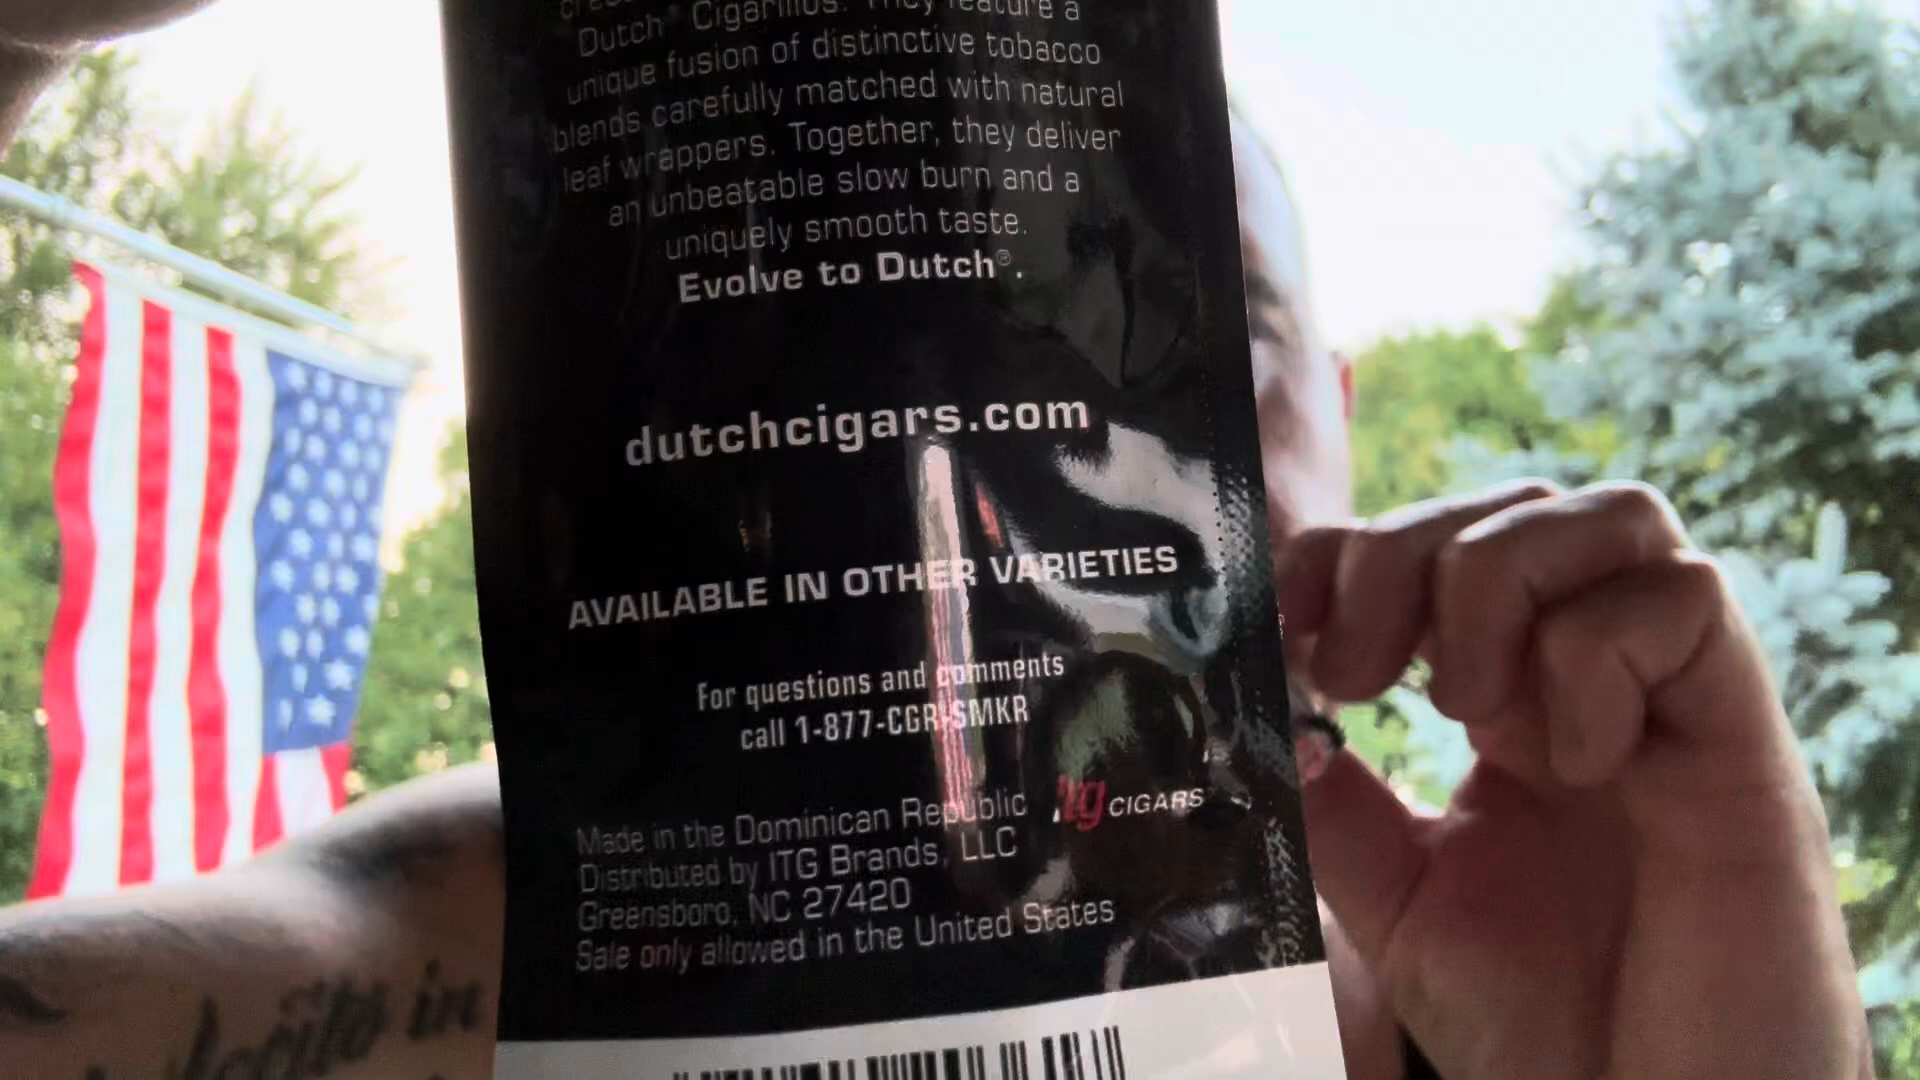 Dutch® Cigarillos. They feature a
unique fusion of distinctive tobacco
blends carefully matched with natural
leaf wrappers. Together, they deliver
an unbeatable slow burn and a
uniquely smooth taste.
Evolve to Dutch®.
dutchcigars.com
AVAILABLE IN OTHER VARIETIES
For questions and comments
call 1-877-CGR-SMKR
Made in the Dominican Republic
Distributed by ITG Brands, LLC
Greensboro, NC 27420
Sale only allowed in the United States
itg CIGARS
in